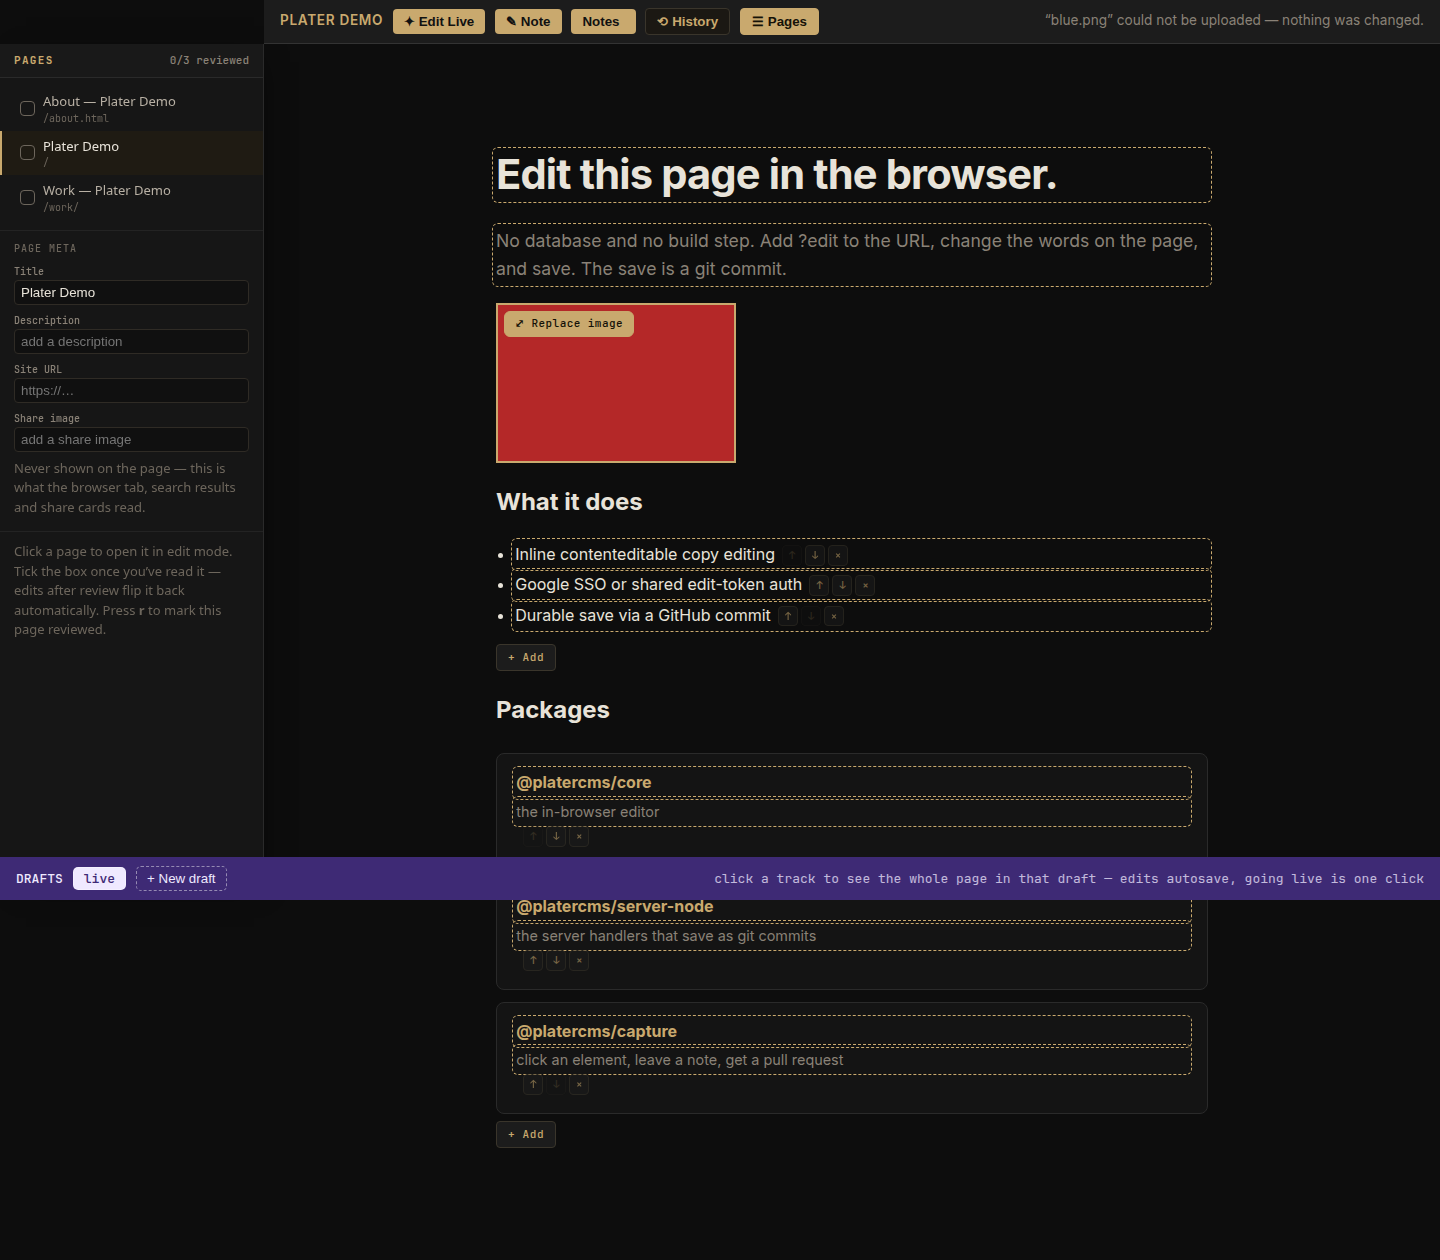 PLATER DEMO ✦ Edit Live ✎ Note Notes ⟲ History ☰ Pages “blue.png” could not be uploaded — nothing was changed.
PAGES 0/3 reviewed
About — Plater Demo
/about.html
Plater Demo
/
Work — Plater Demo
/work/
PAGE META
Title
Plater Demo
Description
add a description
Site URL
https://…
Share image
add a share image
Never shown on the page — this is
what the browser tab, search results
and share cards read.
Click a page to open it in edit mode.
Tick the box once you’ve read it —
edits after review flip it back
automatically. Press r to mark this
page reviewed.
Edit this page in the browser.
No database and no build step. Add ?edit to the URL, change the words on the page,
and save. The save is a git commit.
⤢ Replace image
What it does
• Inline contenteditable copy editing ↑ ↓ ×
• Google SSO or shared edit-token auth ↑ ↓ ×
• Durable save via a GitHub commit ↑ ↓ ×
+ Add
Packages
@platercms/core
the in-browser editor
↑ ↓ ×
DRAFTS live + New draft click a track to see the whole page in that draft — edits autosave, going live is one click
@platercms/server-node
the server handlers that save as git commits
↑ ↓ ×
@platercms/capture
click an element, leave a note, get a pull request
↑ ↓ ×
+ Add